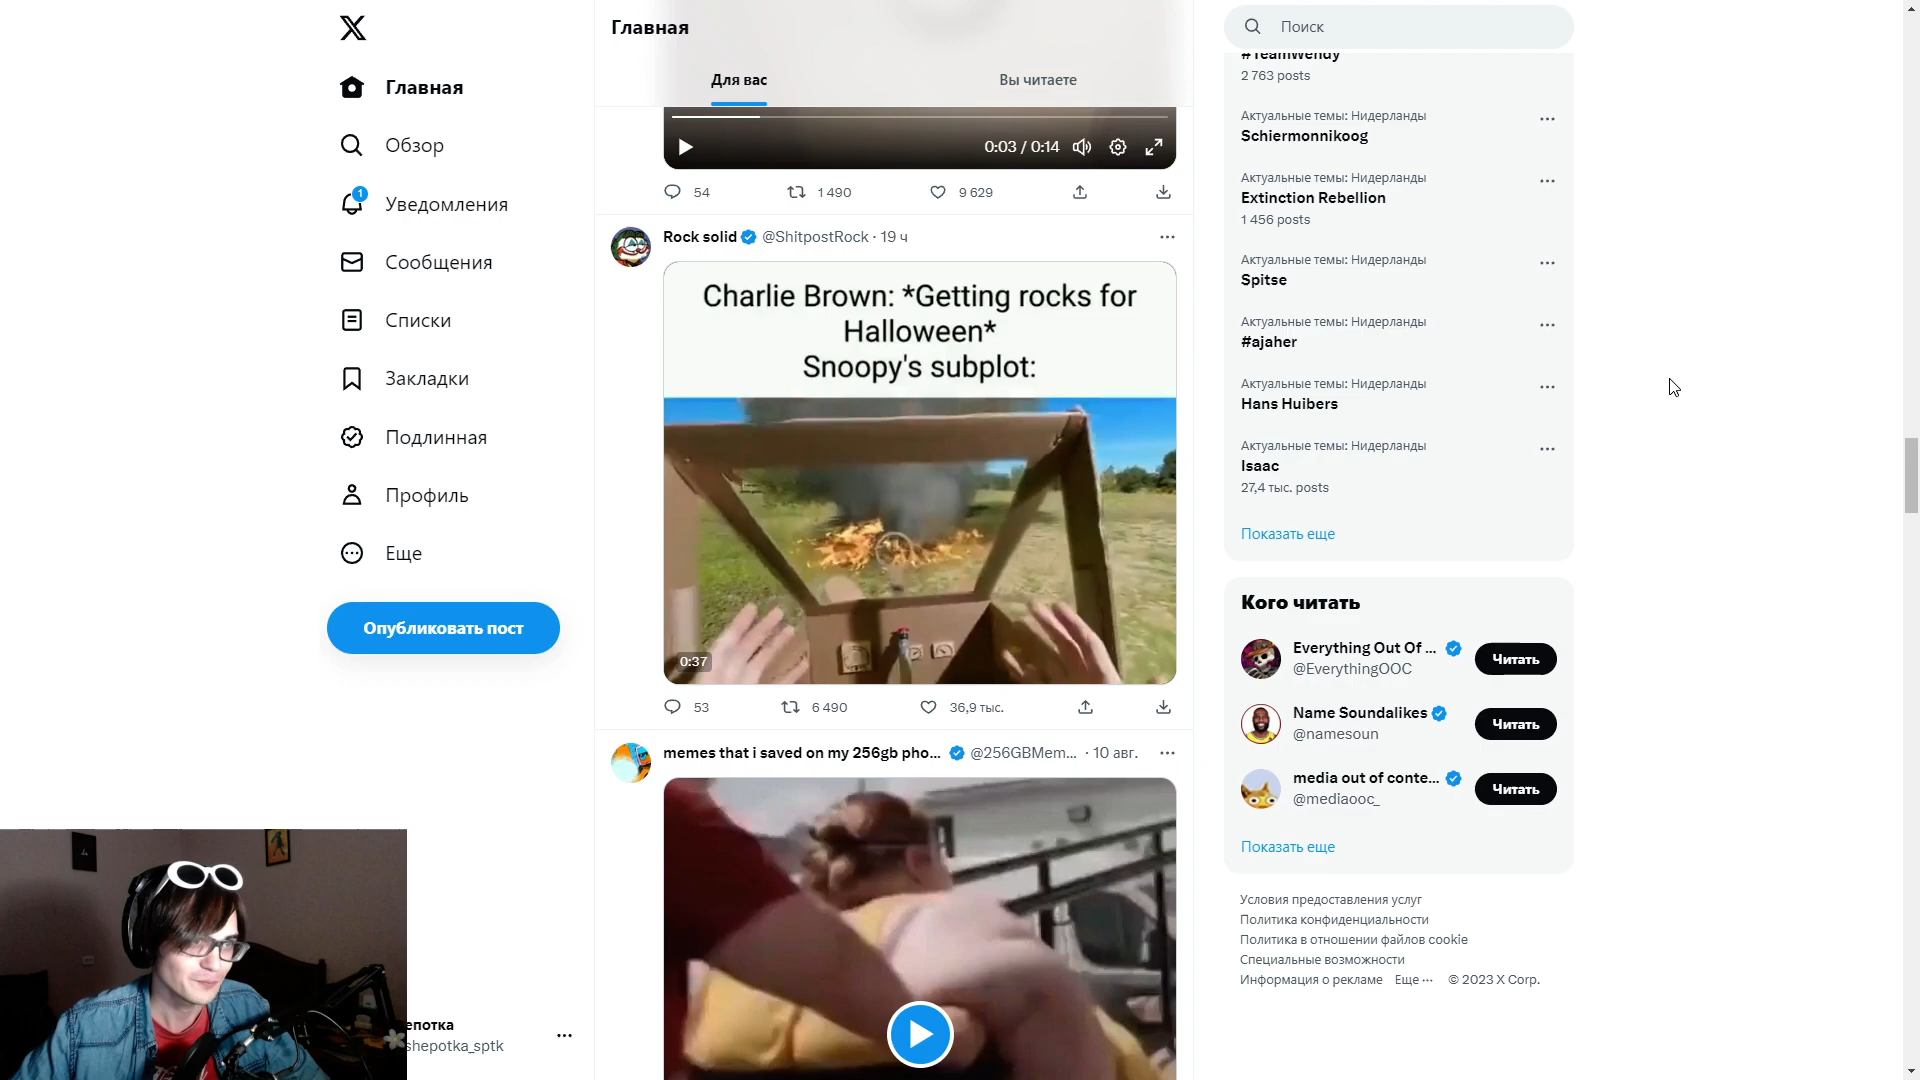 Главная
Обзор
1
Уведомления
Сообщения
Списки
Закладки
Подлинная
Профиль
Еще
Опубликовать пост
епотка
shepotka_sptk
Главная
Для вас
Вы читаете
0:03 / 0:14
54
1 490
9 629
Rock solid @ShitpostRock · 19 ч
Charlie Brown: *Getting rocks for
Halloween*
Snoopy's subplot:
0:37
53
6 490
36,9 тыс.
memes that i saved on my 256gb pho... @256GBMem... · 10 авг.
Поиск
#TeamWendy
2 763 posts
Актуальные темы: Нидерланды
Schiermonnikoog
Актуальные темы: Нидерланды
Extinction Rebellion
1 456 posts
Актуальные темы: Нидерланды
Spitse
Актуальные темы: Нидерланды
#ajaher
Актуальные темы: Нидерланды
Hans Huibers
Актуальные темы: Нидерланды
Isaac
27,4 тыс. posts
Показать еще
Кого читать
Everything Out Of ...
@EverythingOOC
Читать
Name Soundalikes
@namesoun
Читать
media out of conte...
@mediaooc_
Читать
Показать еще
Условия предоставления услуг
Политика конфиденциальности
Политика в отношении файлов cookie
Специальные возможности
Информация о рекламе Еще ··· © 2023 X Corp.